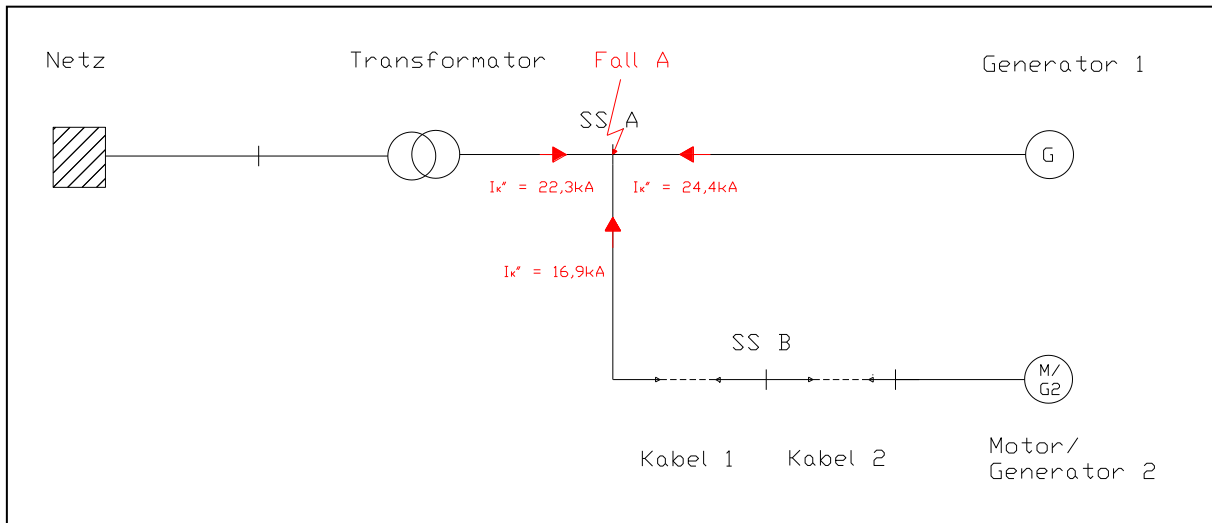 Netz
Transformator
Fall A
Generator 1
SS A
G
Iₖ" = 22,3kA
Iₖ" = 24,4kA
Iₖ" = 16,9kA
SS B
M/
G2
Kabel 1
Kabel 2
Motor/
Generator 2